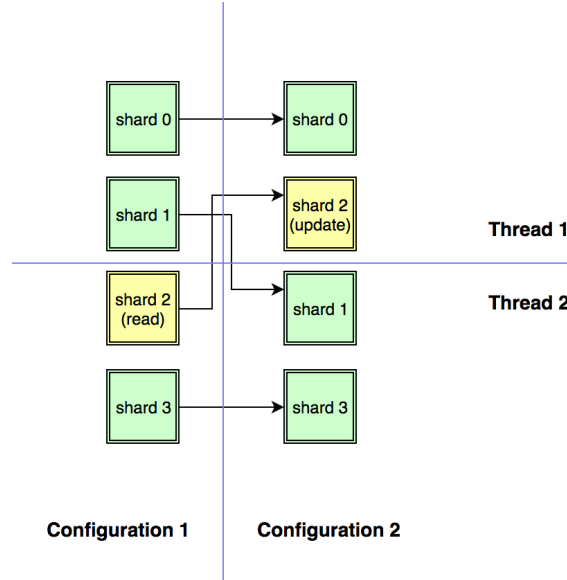 shard 0
shard 0
shard 1
shard 2
(update)
Thread 1
shard 2
(read)
shard 1
Thread 2
shard 3
shard 3
Configuration 1
Configuration 2